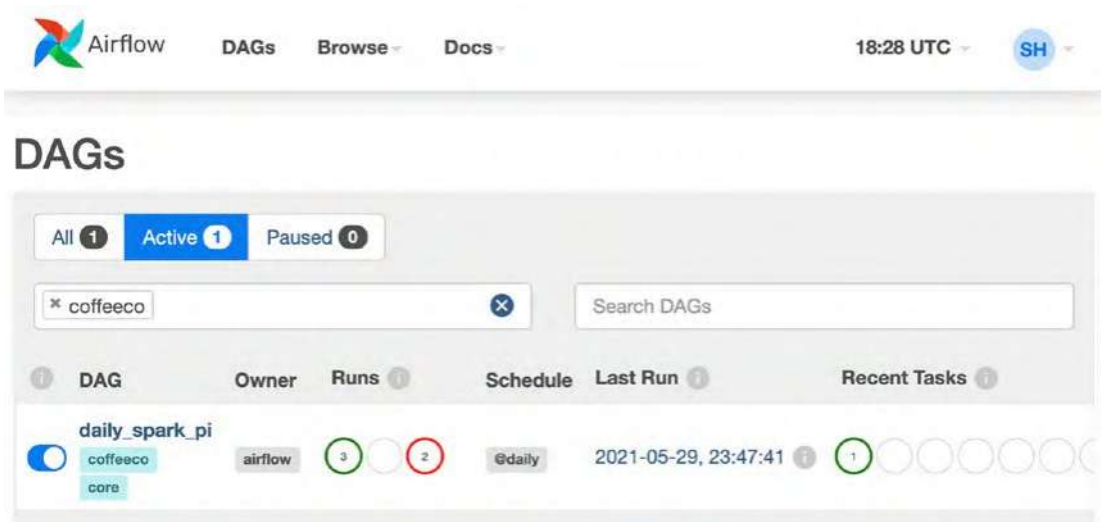 Airflow DAGs Browse Docs 18:28 UTC SH
DAGs
All 1 Active 1 Paused 0
× coffeeco Search DAGs
DAG Owner Runs Schedule Last Run Recent Tasks
daily_spark_pi
coffeeco airflow 3 2 @daily 2021-05-29, 23:47:41 1
core